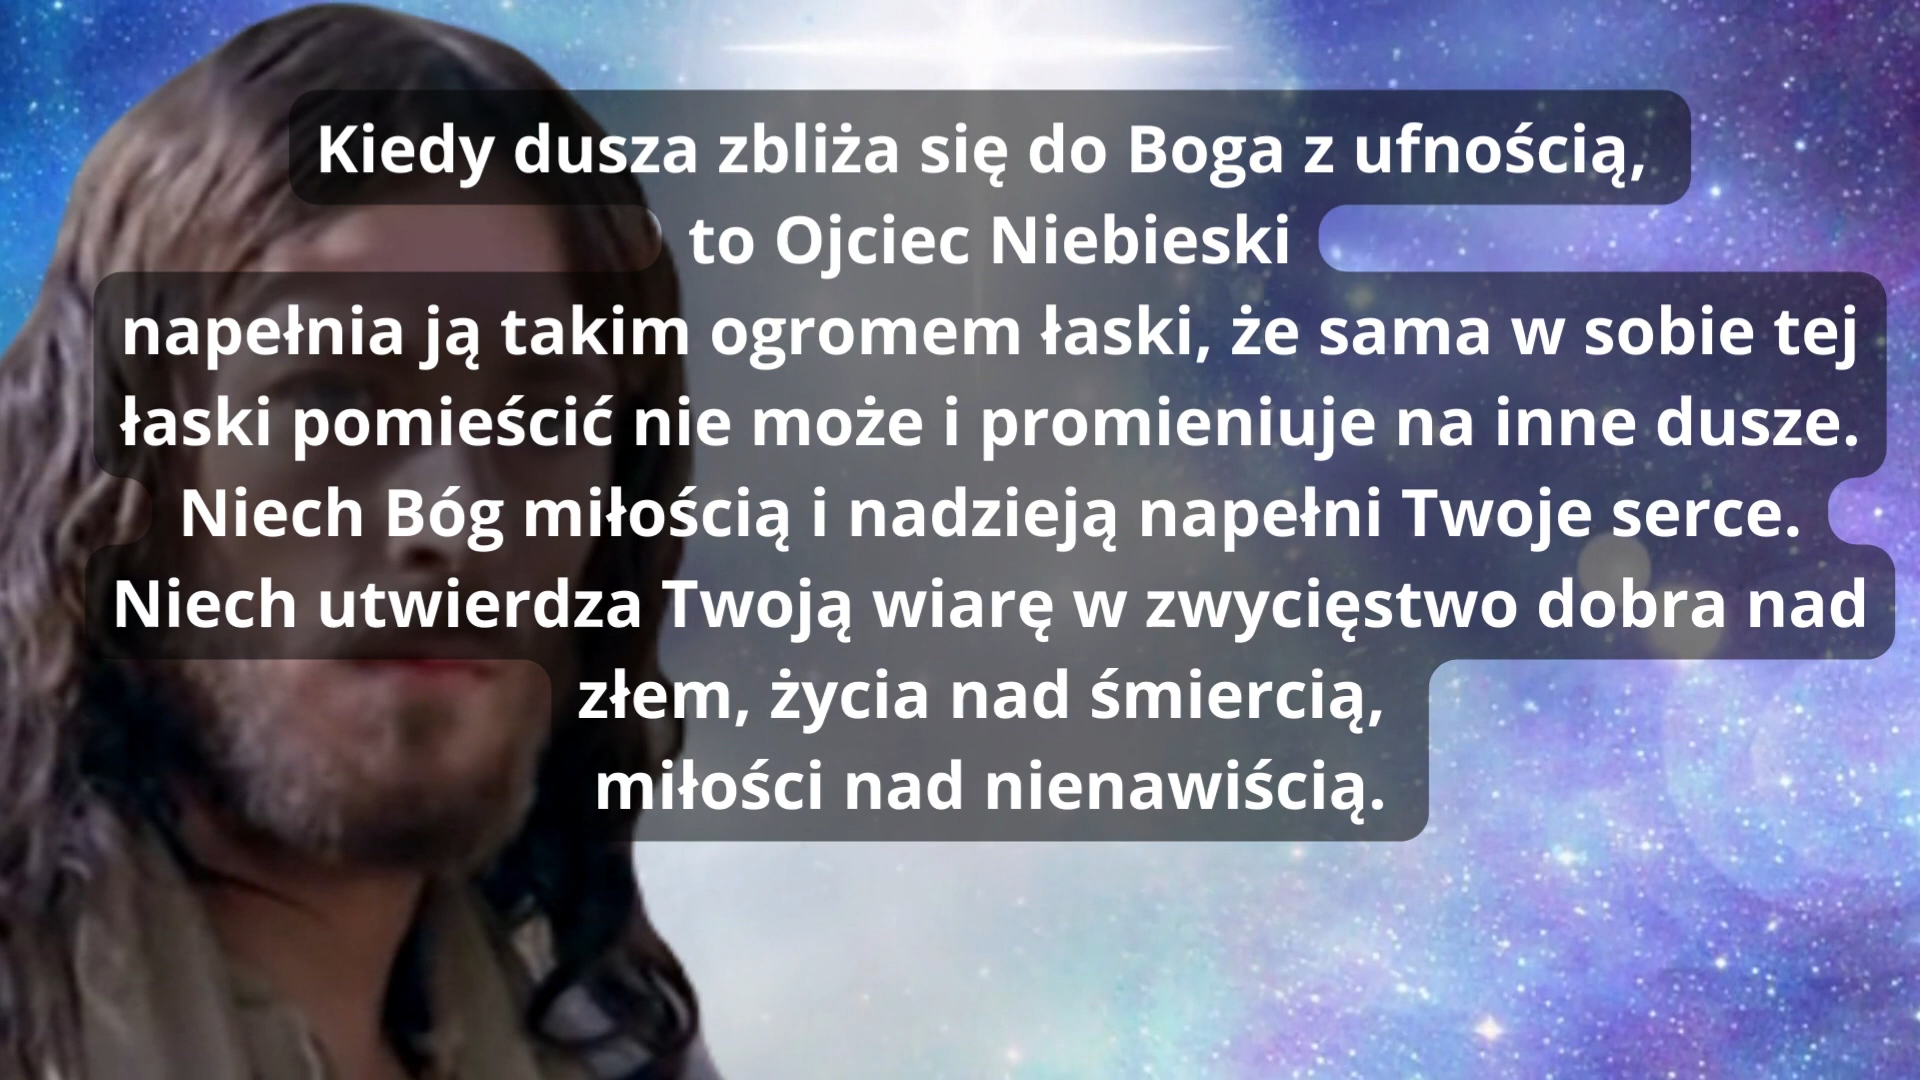 Kiedy dusza zbliża się do Boga z ufnością,
to Ojciec Niebieski
napełnia ją takim ogromem łaski, że sama w sobie tej
łaski pomieścić nie może i promieniuje na inne dusze.
Niech Bóg miłością i nadzieją napełni Twoje serce.
Niech utwierdza Twoją wiarę w zwycięstwo dobra nad
złem, życia nad śmiercią,
miłości nad nienawiścią.